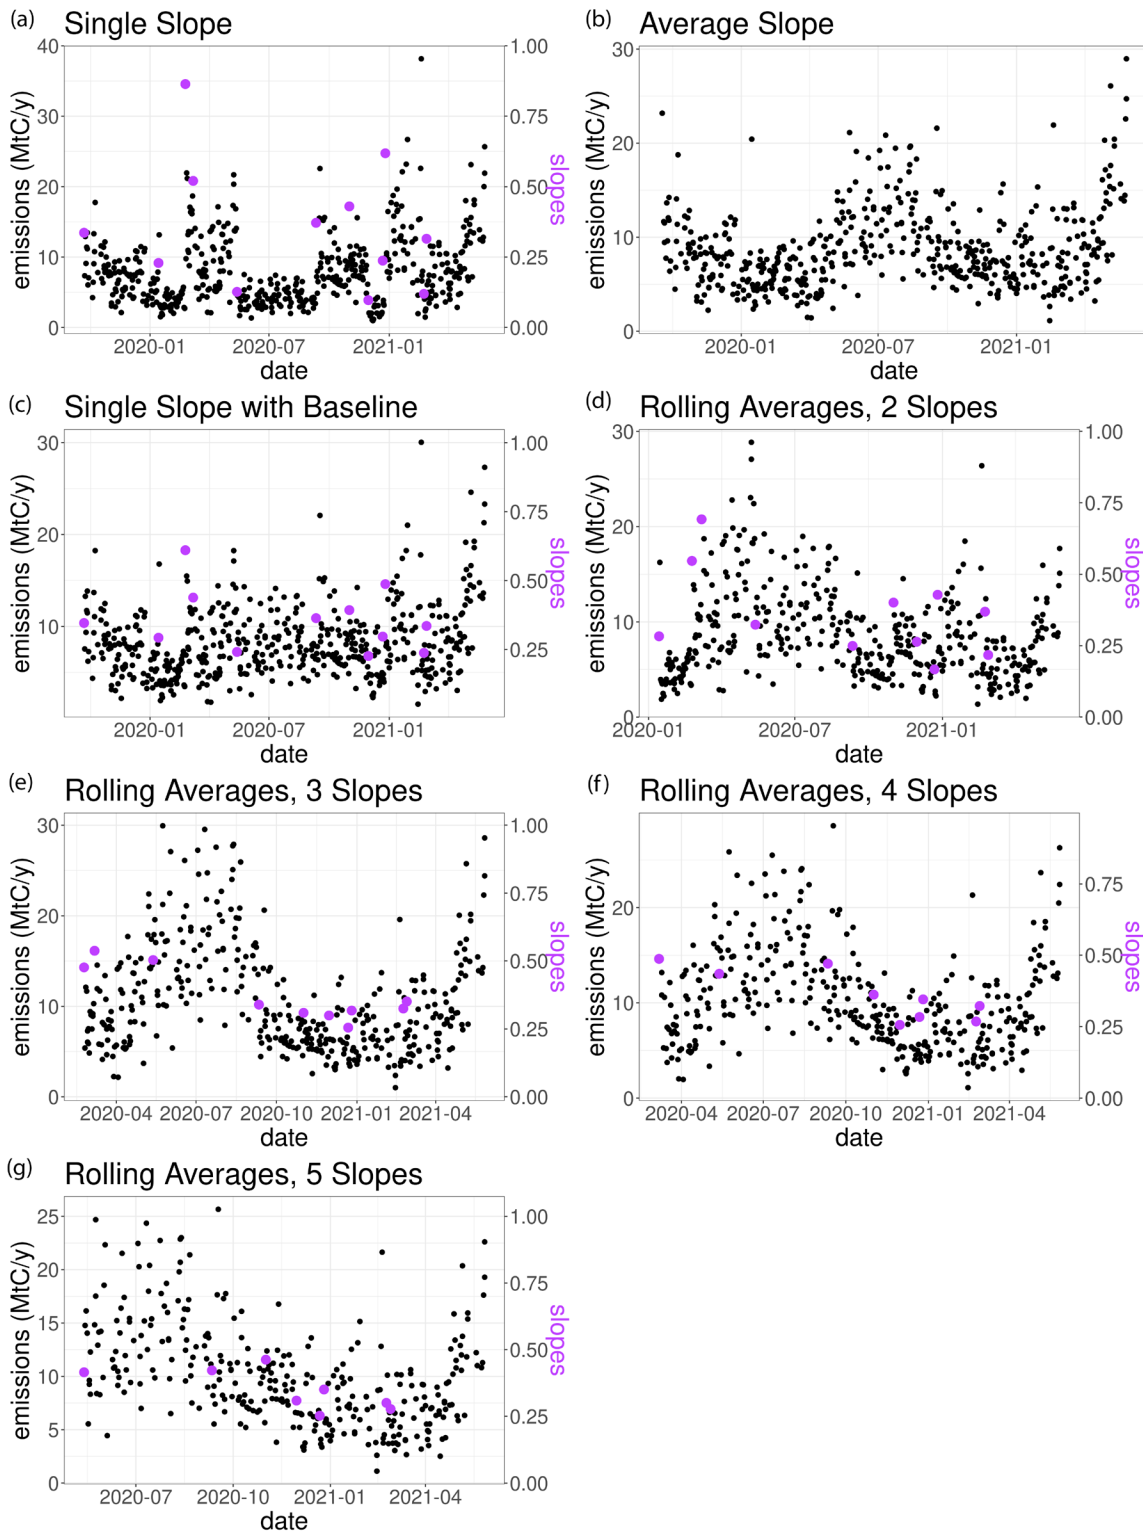 (a) Single Slope
40
30
20
10
0
1.00
0.75
0.50
0.25
0.00
emissions (MtC/y)
slopes
2020-01 2020-07 2021-01
date
(b) Average Slope
30
20
10
0
emissions (MtC/y)
2020-01 2020-07 2021-01
date
(c) Single Slope with Baseline
30
20
10
1.00
0.75
0.50
0.25
emissions (MtC/y)
slopes
2020-01 2020-07 2021-01
date
(d) Rolling Averages, 2 Slopes
30
20
10
0
1.00
0.75
0.50
0.25
0.00
emissions (MtC/y)
slopes
2020-01 2020-07 2021-01
date
(e) Rolling Averages, 3 Slopes
30
20
10
0
1.00
0.75
0.50
0.25
0.00
emissions (MtC/y)
slopes
2020-04 2020-07 2020-10 2021-01 2021-04
date
(f) Rolling Averages, 4 Slopes
20
10
0
0.75
0.50
0.25
0.00
emissions (MtC/y)
slopes
2020-04 2020-07 2020-10 2021-01 2021-04
date
(g) Rolling Averages, 5 Slopes
25
20
15
10
5
0
1.00
0.75
0.50
0.25
0.00
emissions (MtC/y)
slopes
2020-07 2020-10 2021-01 2021-04
date